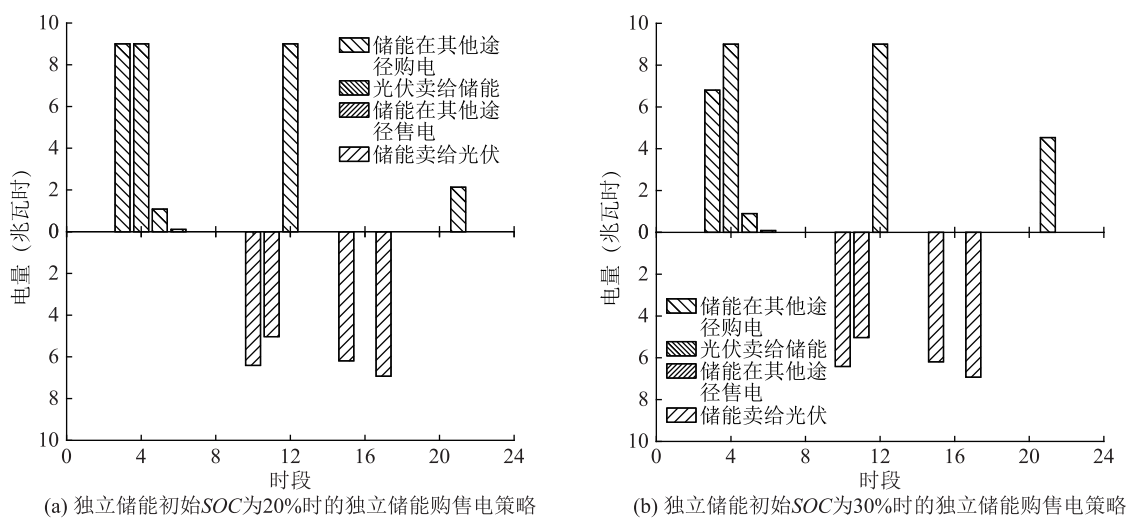 10
8
6
4
2
0
2
4
6
8
10
电量（兆瓦时）
0
4
8
12
16
20
24
时段
储能在其他途
径购电
光伏卖给储能
储能在其他途
径售电
储能卖给光伏
(a) 独立储能初始SOC为20%时的独立储能购售电策略
10
8
6
4
2
0
2
4
6
8
10
电量（兆瓦时）
0
4
8
12
16
20
24
时段
储能在其他途
径购电
光伏卖给储能
储能在其他途
径售电
储能卖给光伏
(b) 独立储能初始SOC为30%时的独立储能购售电策略